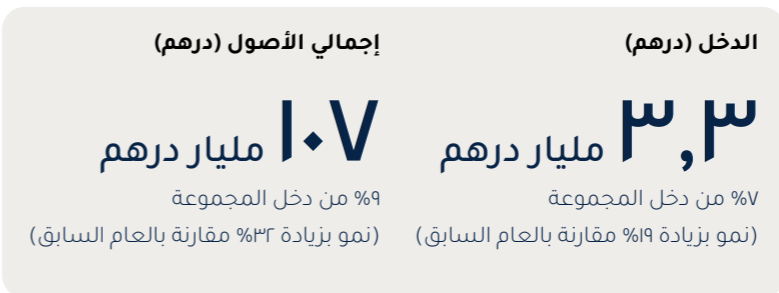 الدخل (درهم)
٣,٣ مليار درهم
٧% من دخل المجموعة
(نمو بزيادة ١٩% مقارنة بالعام السابق)
إجمالي الأصول (درهم)
١٠٧ مليار درهم
٩% من دخل المجموعة
(نمو بزيادة ٣٢% مقارنة بالعام السابق)